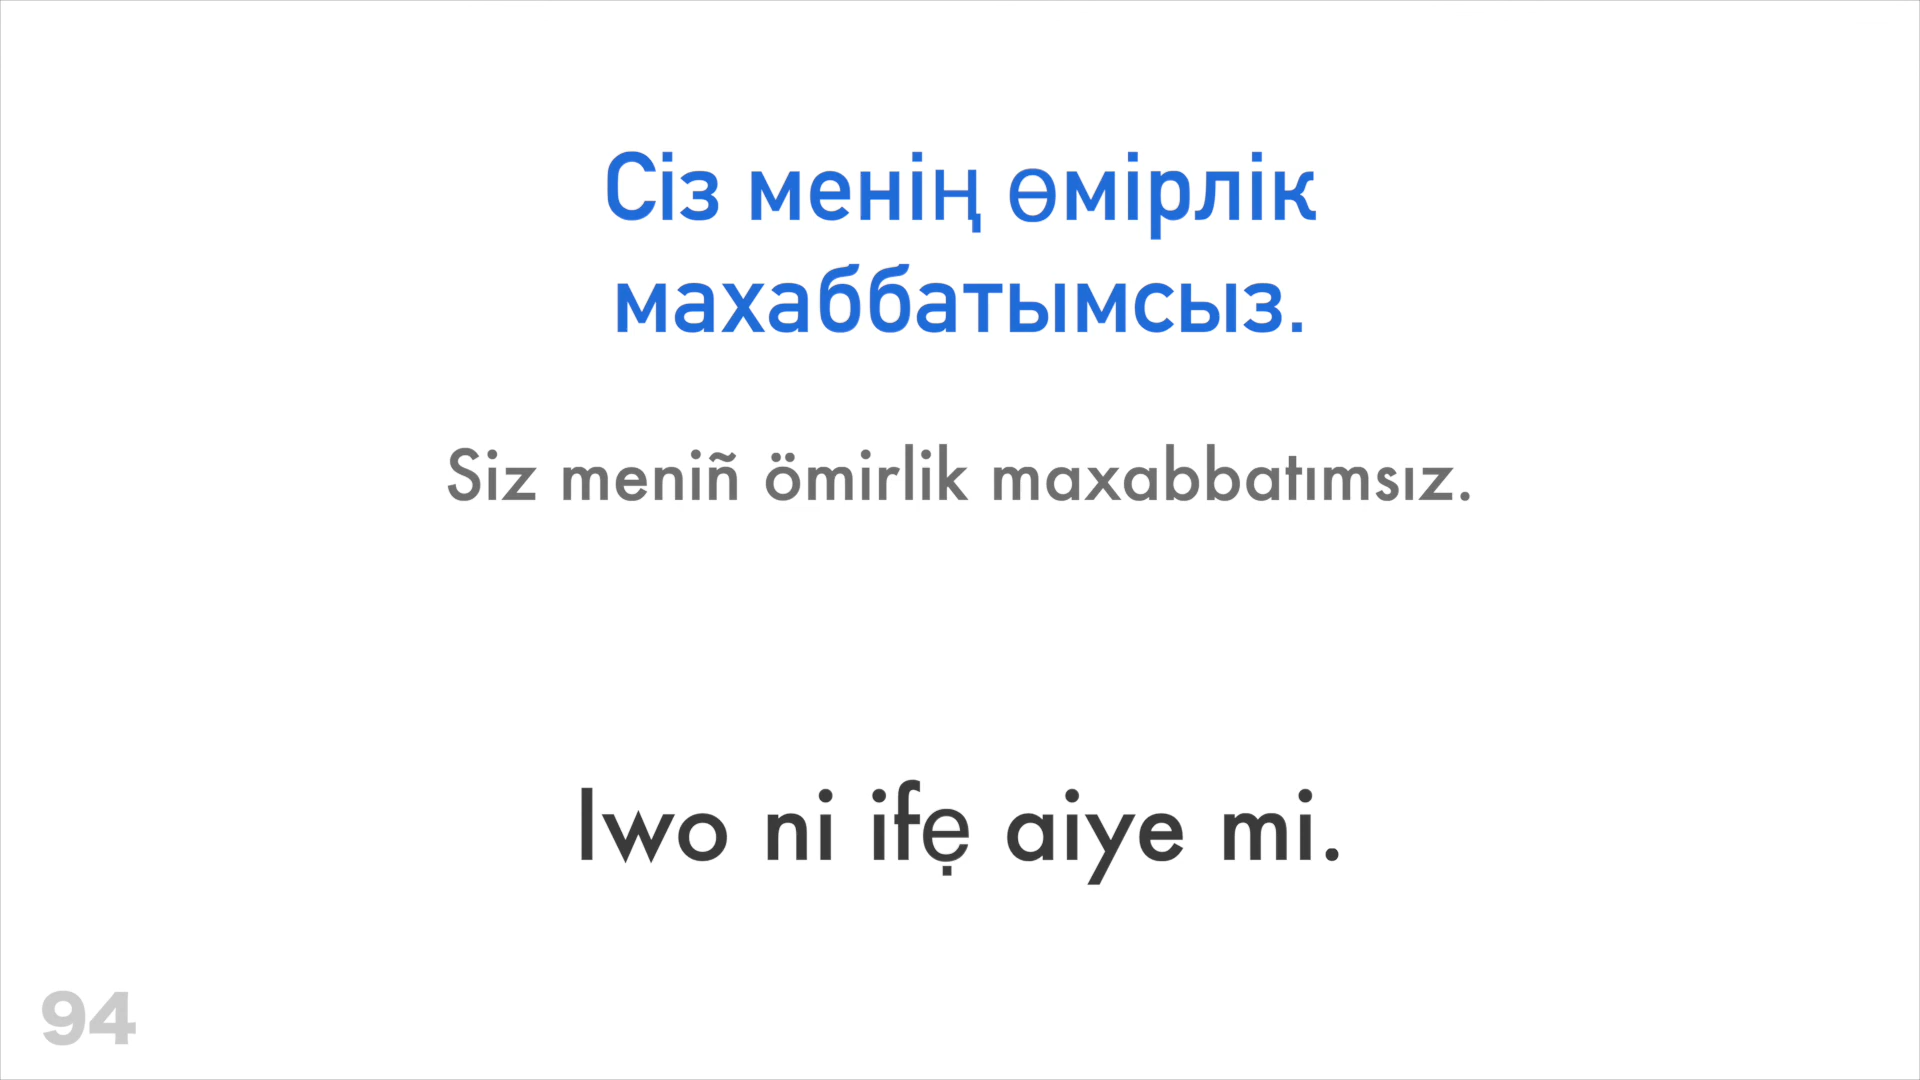 Сіз менің өмірлік
махаббатымсыз.
Siz meniñ ömirlik maxabbatımsız.
Iwo ni ifẹ aiye mi.
94